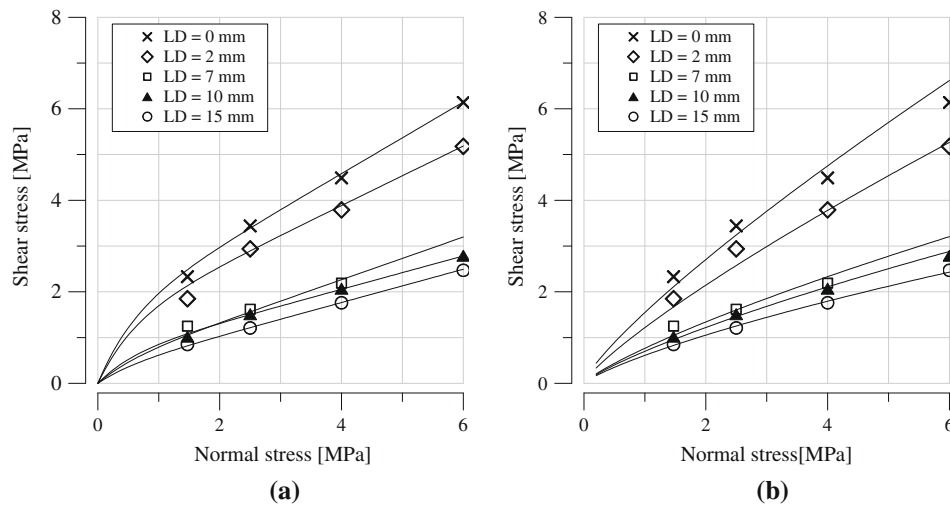 8
6
4
2
0
Shear stress [MPa]
LD = 0 mm
LD = 2 mm
LD = 7 mm
LD = 10 mm
LD = 15 mm
0 2 4 6
Normal stress [MPa]
(a)
8
6
4
2
0
Shear stress [MPa]
LD = 0 mm
LD = 2 mm
LD = 7 mm
LD = 10 mm
LD = 15 mm
0 2 4 6
Normal stress[MPa]
(b)